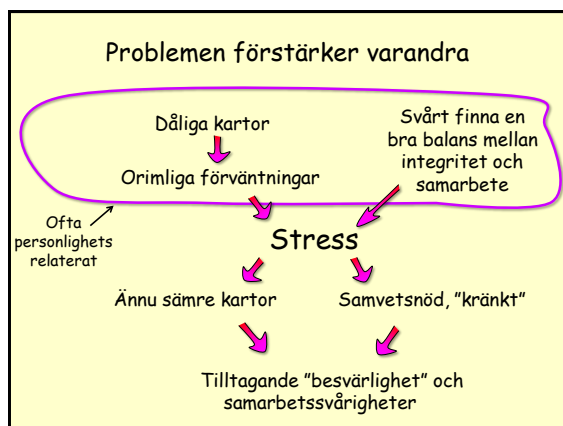 Problemen förstärker varandra
Dåliga kartor
Orimliga förväntningar
Svårt finna en
bra balans mellan
integritet och
samarbete
Ofta
personlighets
relaterat
Stress
Ännu sämre kartor
Samvetsnöd, ”kränkt”
Tilltagande ”besvärlighet” och
samarbetssvårigheter